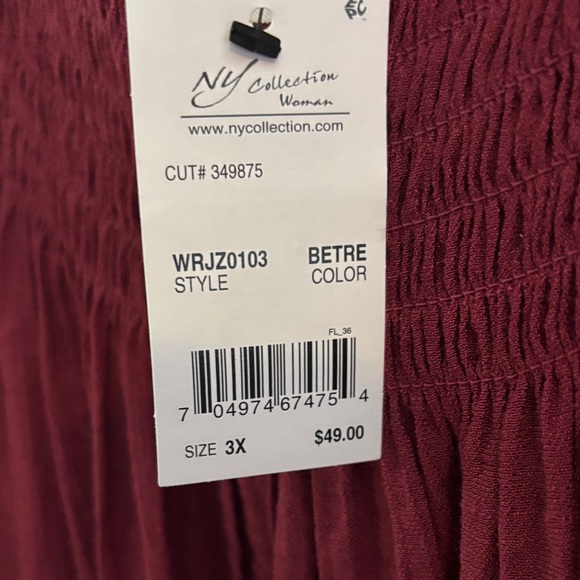 NY Collection
Woman
www.nycollection.com
CUT# 349875
WRJZ0103 BETRE
STYLE COLOR
FL_36
7 04974 67475 4
SIZE 3X $49.00